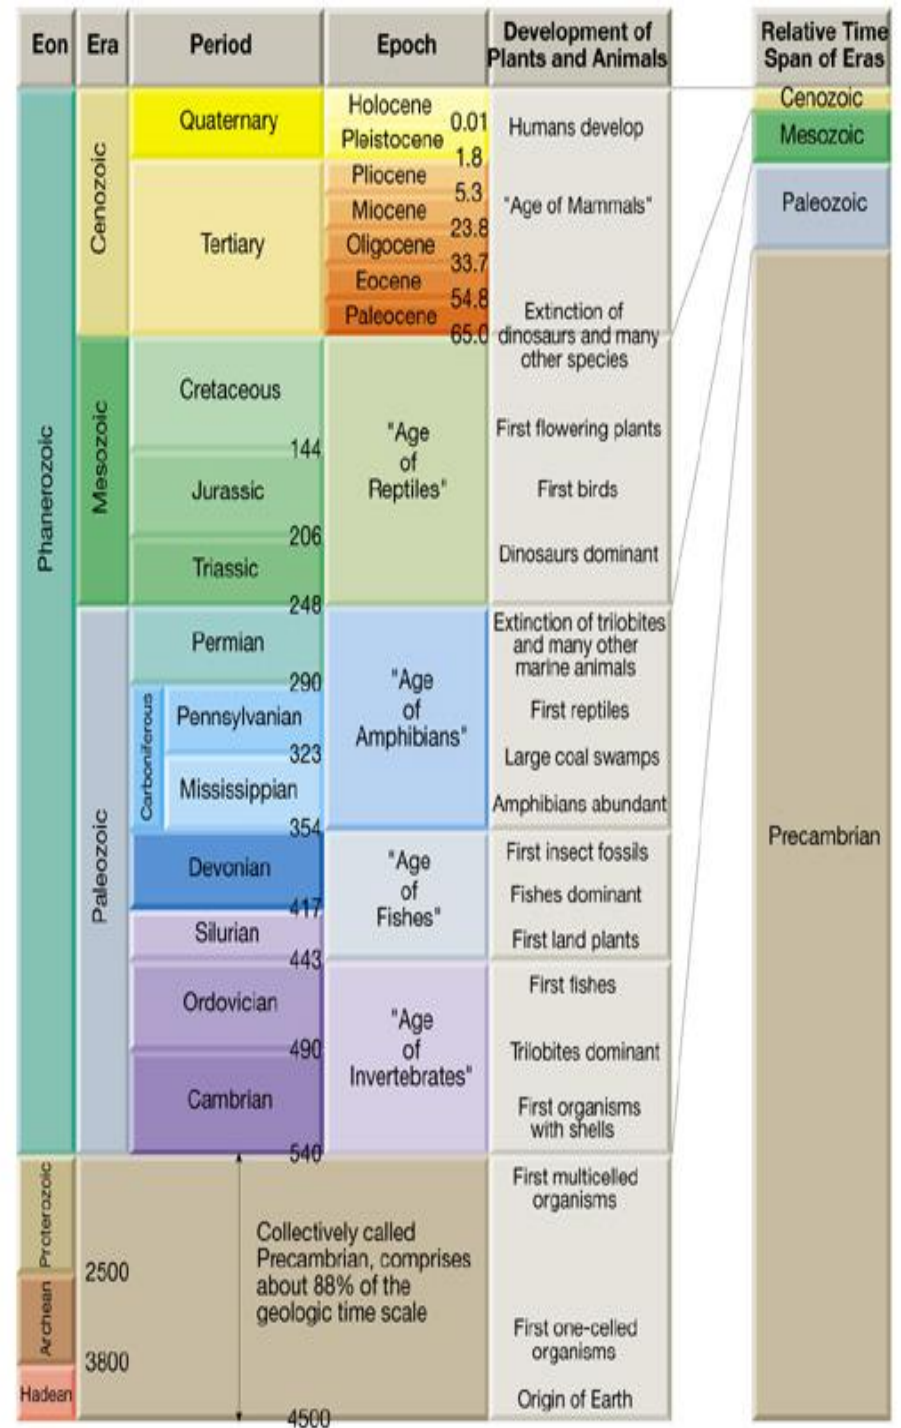 Eon
Era
Period
Epoch
Development of
Plants and Animals
Relative Time
Span of Eras
Phanerozoic
Cenozoic
Quaternary
Holocene
0.01
Pleistocene
1.8
Tertiary
Pliocene
5.3
Miocene
23.8
Oligocene
33.7
Eocene
54.8
Paleocene
65.0
Humans develop
"Age of Mammals"
Extinction of
dinosaurs and many
other species
Mesozoic
Cretaceous
144
Jurassic
206
Triassic
248
"Age
of
Reptiles"
First flowering plants
First birds
Dinosaurs dominant
Paleozoic
Permian
290
Carboniferous
Pennsylvanian
323
Mississippian
354
"Age
of
Amphibians"
Extinction of trilobites
and many other
marine animals
First reptiles
Large coal swamps
Amphibians abundant
Devonian
417
Silurian
443
"Age
of
Fishes"
First insect fossils
Fishes dominant
First land plants
Ordovician
490
Cambrian
540
"Age
of
Invertebrates"
First fishes
Trilobites dominant
First organisms
with shells
Proterozoic
2500
Archean
3800
Hadean
Collectively called
Precambrian, comprises
about 88% of the
geologic time scale
4500
First multicelled
organisms
First one-celled
organisms
Origin of Earth
Cenozoic
Mesozoic
Paleozoic
Precambrian